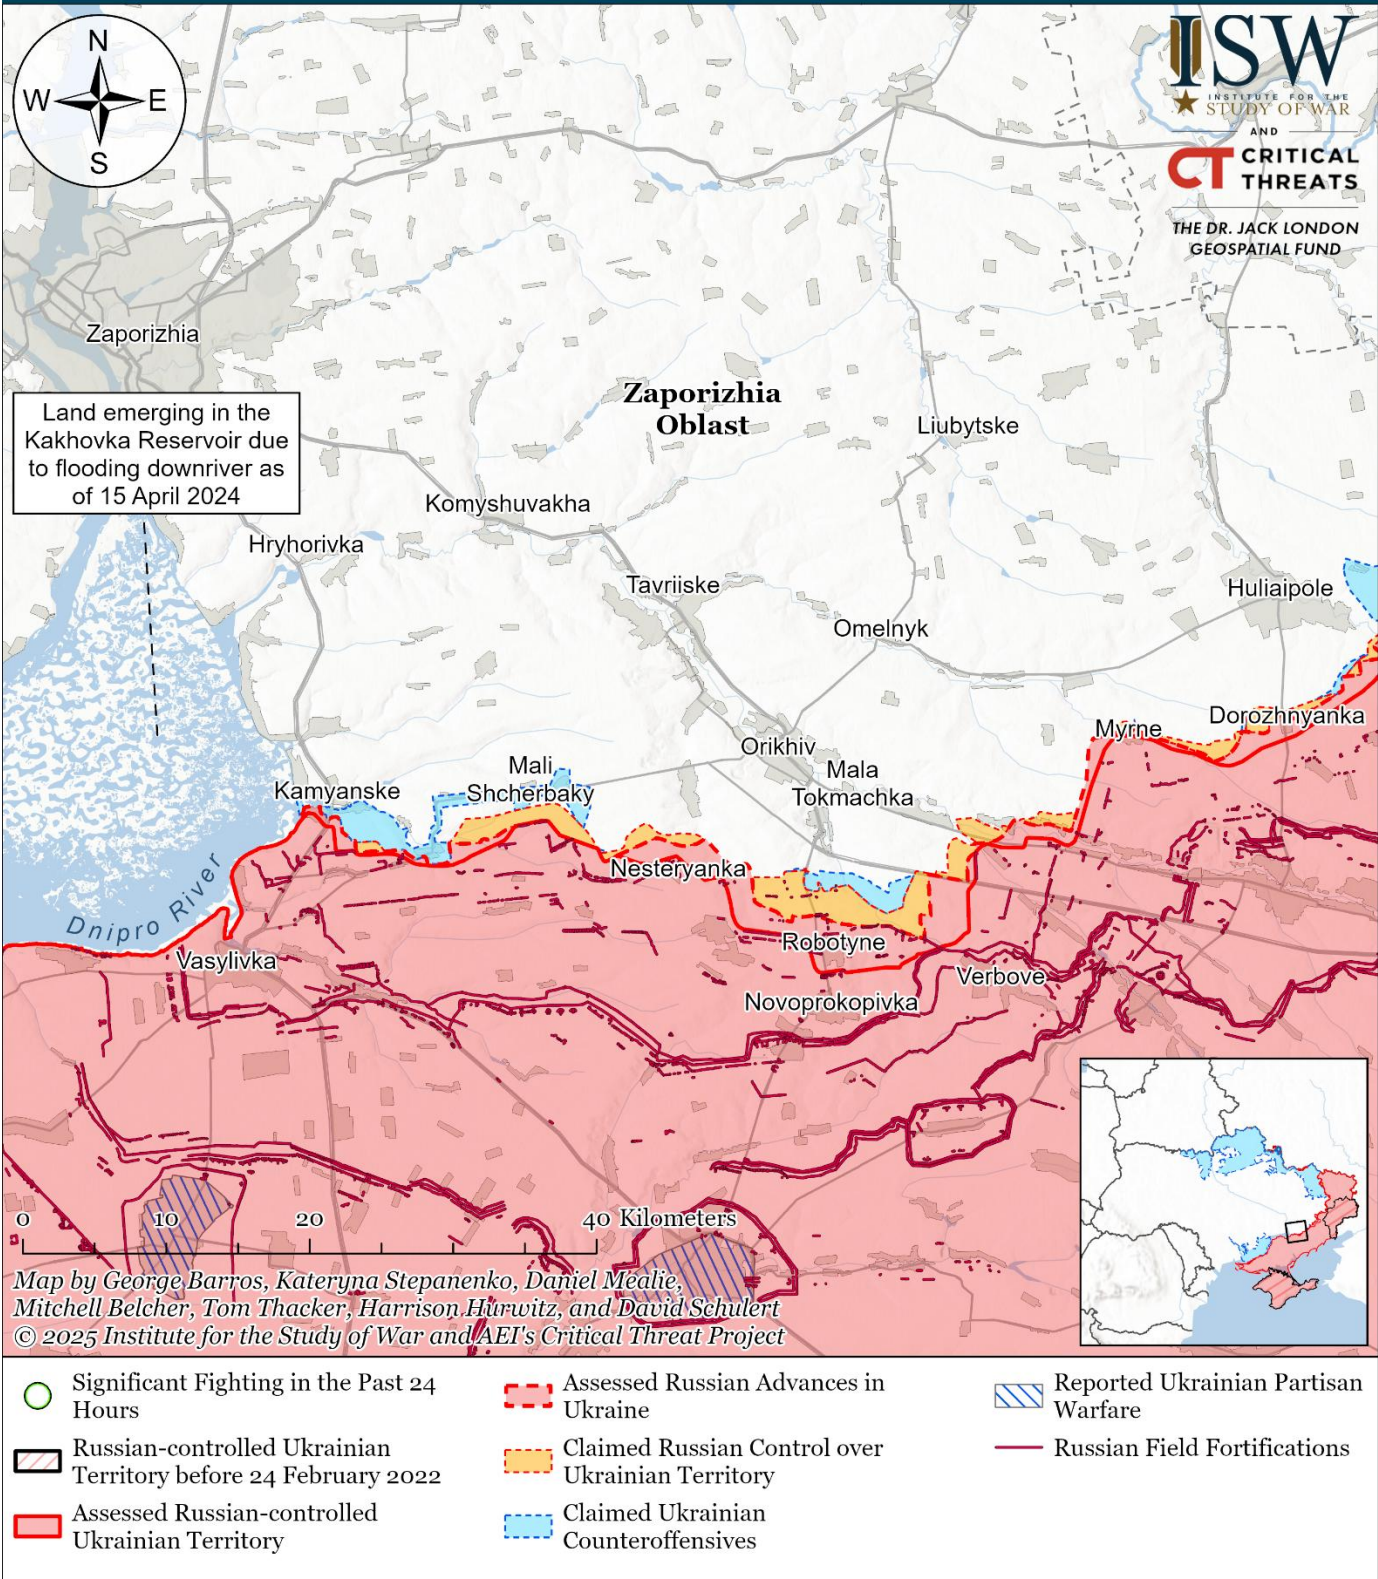 N
W
E
S
ISW
INSTITUTE FOR THE
STUDY OF WAR
AND
CT CRITICAL
THREATS
THE DR. JACK LONDON
GEOSPATIAL FUND
Zaporizhia
Zaporizhia
Oblast
Land emerging in the
Kakhovka Reservoir due
to flooding downriver as
of 15 April 2024
Liubytske
Komyshuvakha
Hryhorivka
Tavriiske
Huliaipole
Omelnyk
Dorozhnyanka
Myrne
Orikhiv
Mali
Shcherbaky
Mala
Tokmachka
Kamyanske
Nesteryanka
Dnipro River
Robotyne
Vasylivka
Verbove
Novoprokopivka
0 10 20 40 Kilometers
Map by George Barros, Kateryna Stepanenko, Daniel Mealie,
Mitchell Belcher, Tom Thacker, Harrison Hurwitz, and David Schulert
© 2025 Institute for the Study of War and AEI's Critical Threat Project
Significant Fighting in the Past 24
Hours
Russian-controlled Ukrainian
Territory before 24 February 2022
Assessed Russian-controlled
Ukrainian Territory
Assessed Russian Advances in
Ukraine
Claimed Russian Control over
Ukrainian Territory
Claimed Ukrainian
Counteroffensives
Reported Ukrainian Partisan
Warfare
Russian Field Fortifications